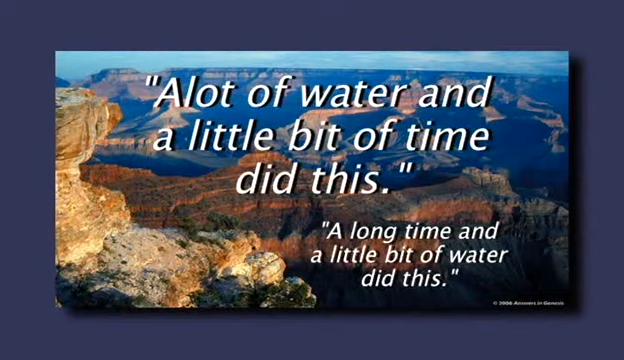 "Alot of water and
a little bit of time
did this."
"A long time and
a little bit of water
did this."
© 2006 Answers in Genesis